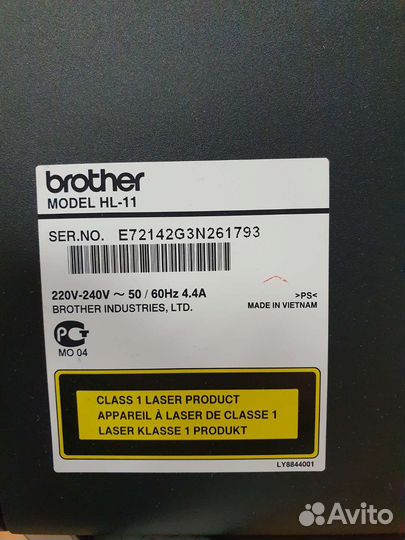 brother
MODEL HL-11
SER.NO. E72142G3N261793
220V-240V ~ 50 / 60Hz 4.4A
BROTHER INDUSTRIES, LTD.
>PS<
MADE IN VIETNAM
РСТ
MO 04
CLASS 1 LASER PRODUCT
APPAREIL À LASER DE CLASSE 1
LASER KLASSE 1 PRODUKT
LY8844001
Avito